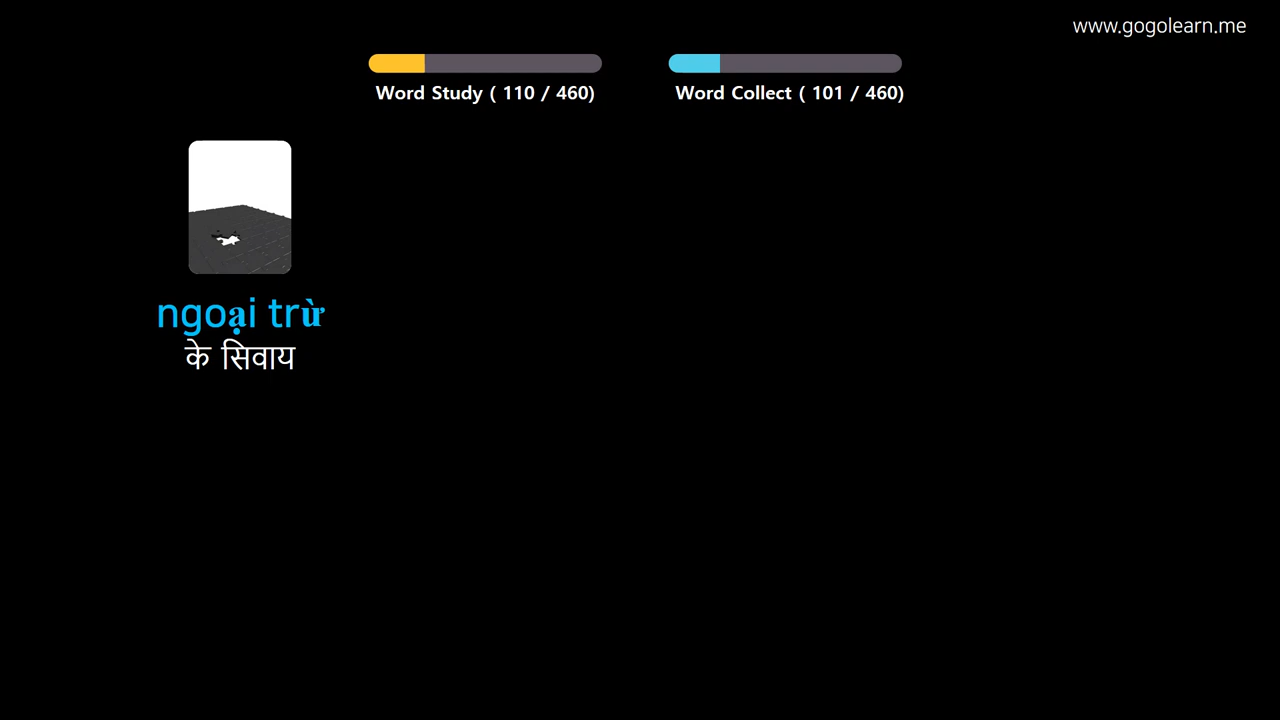 www.gogolearn.me
Word Study ( 110 / 460)
Word Collect ( 101 / 460)
ngoại trừ
के सिवाय